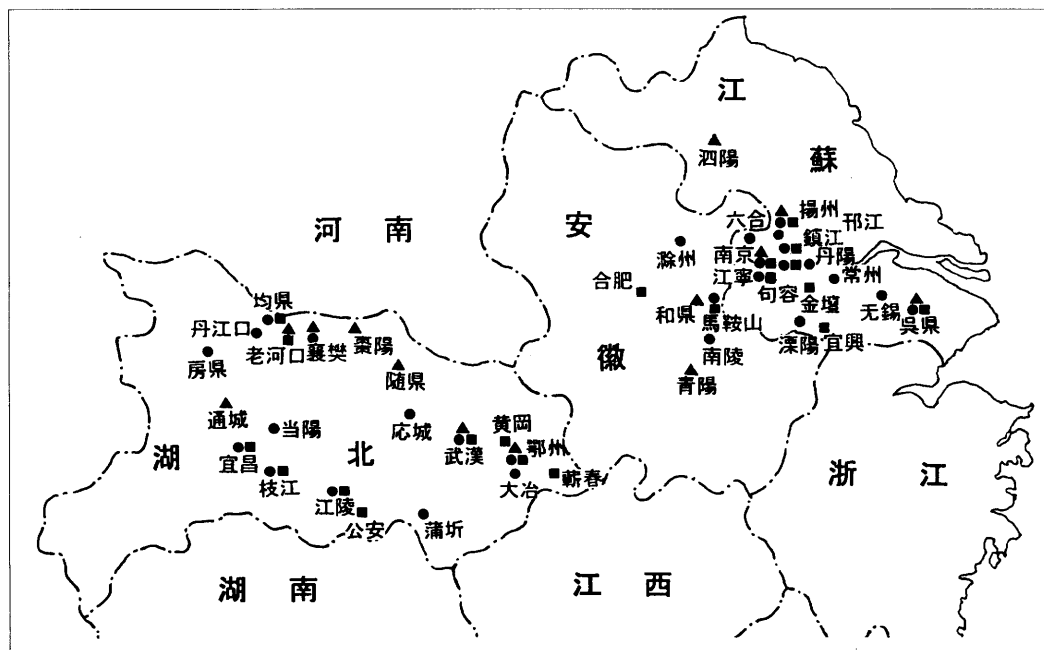 江
蘇
泗陽
河南
安
徽
六合
揚州
邗江
鎮江
滁州
南京
丹陽
江寧
常州
合肥
句容
金壇
无錫
和県
馬鞍山
呉県
溧陽
宜興
南陵
青陽
均県
丹江口
老河口
襄樊
棗陽
房県
随県
通城
当陽
応城
黄岡
湖北
宜昌
武漢
鄂州
枝江
大冶
蘄春
江陵
公安
蒲圻
浙江
湖南
江西